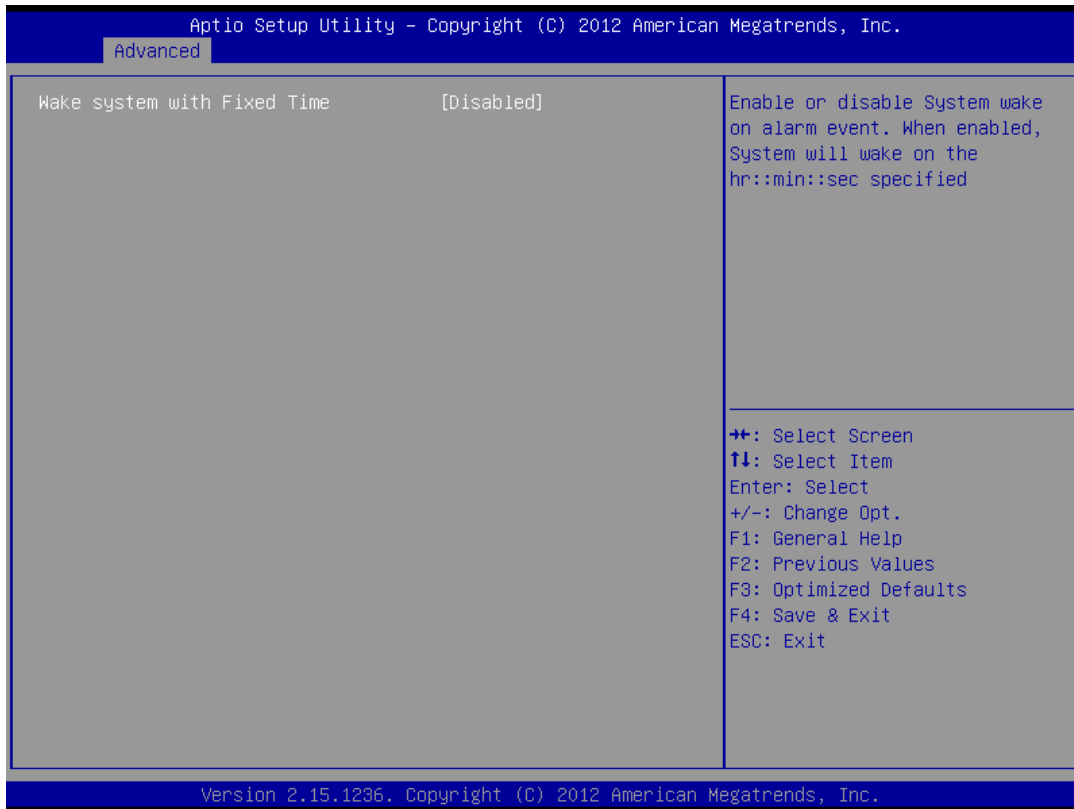 Aptio Setup Utility – Copyright (C) 2012 American Megatrends, Inc.
Advanced
Wake system with Fixed Time [Disabled]
Enable or disable System wake
on alarm event. When enabled,
System will wake on the
hr::min::sec specified
→←: Select Screen
↑↓: Select Item
Enter: Select
+/-: Change Opt.
F1: General Help
F2: Previous Values
F3: Optimized Defaults
F4: Save & Exit
ESC: Exit
Version 2.15.1236. Copyright (C) 2012 American Megatrends, Inc.